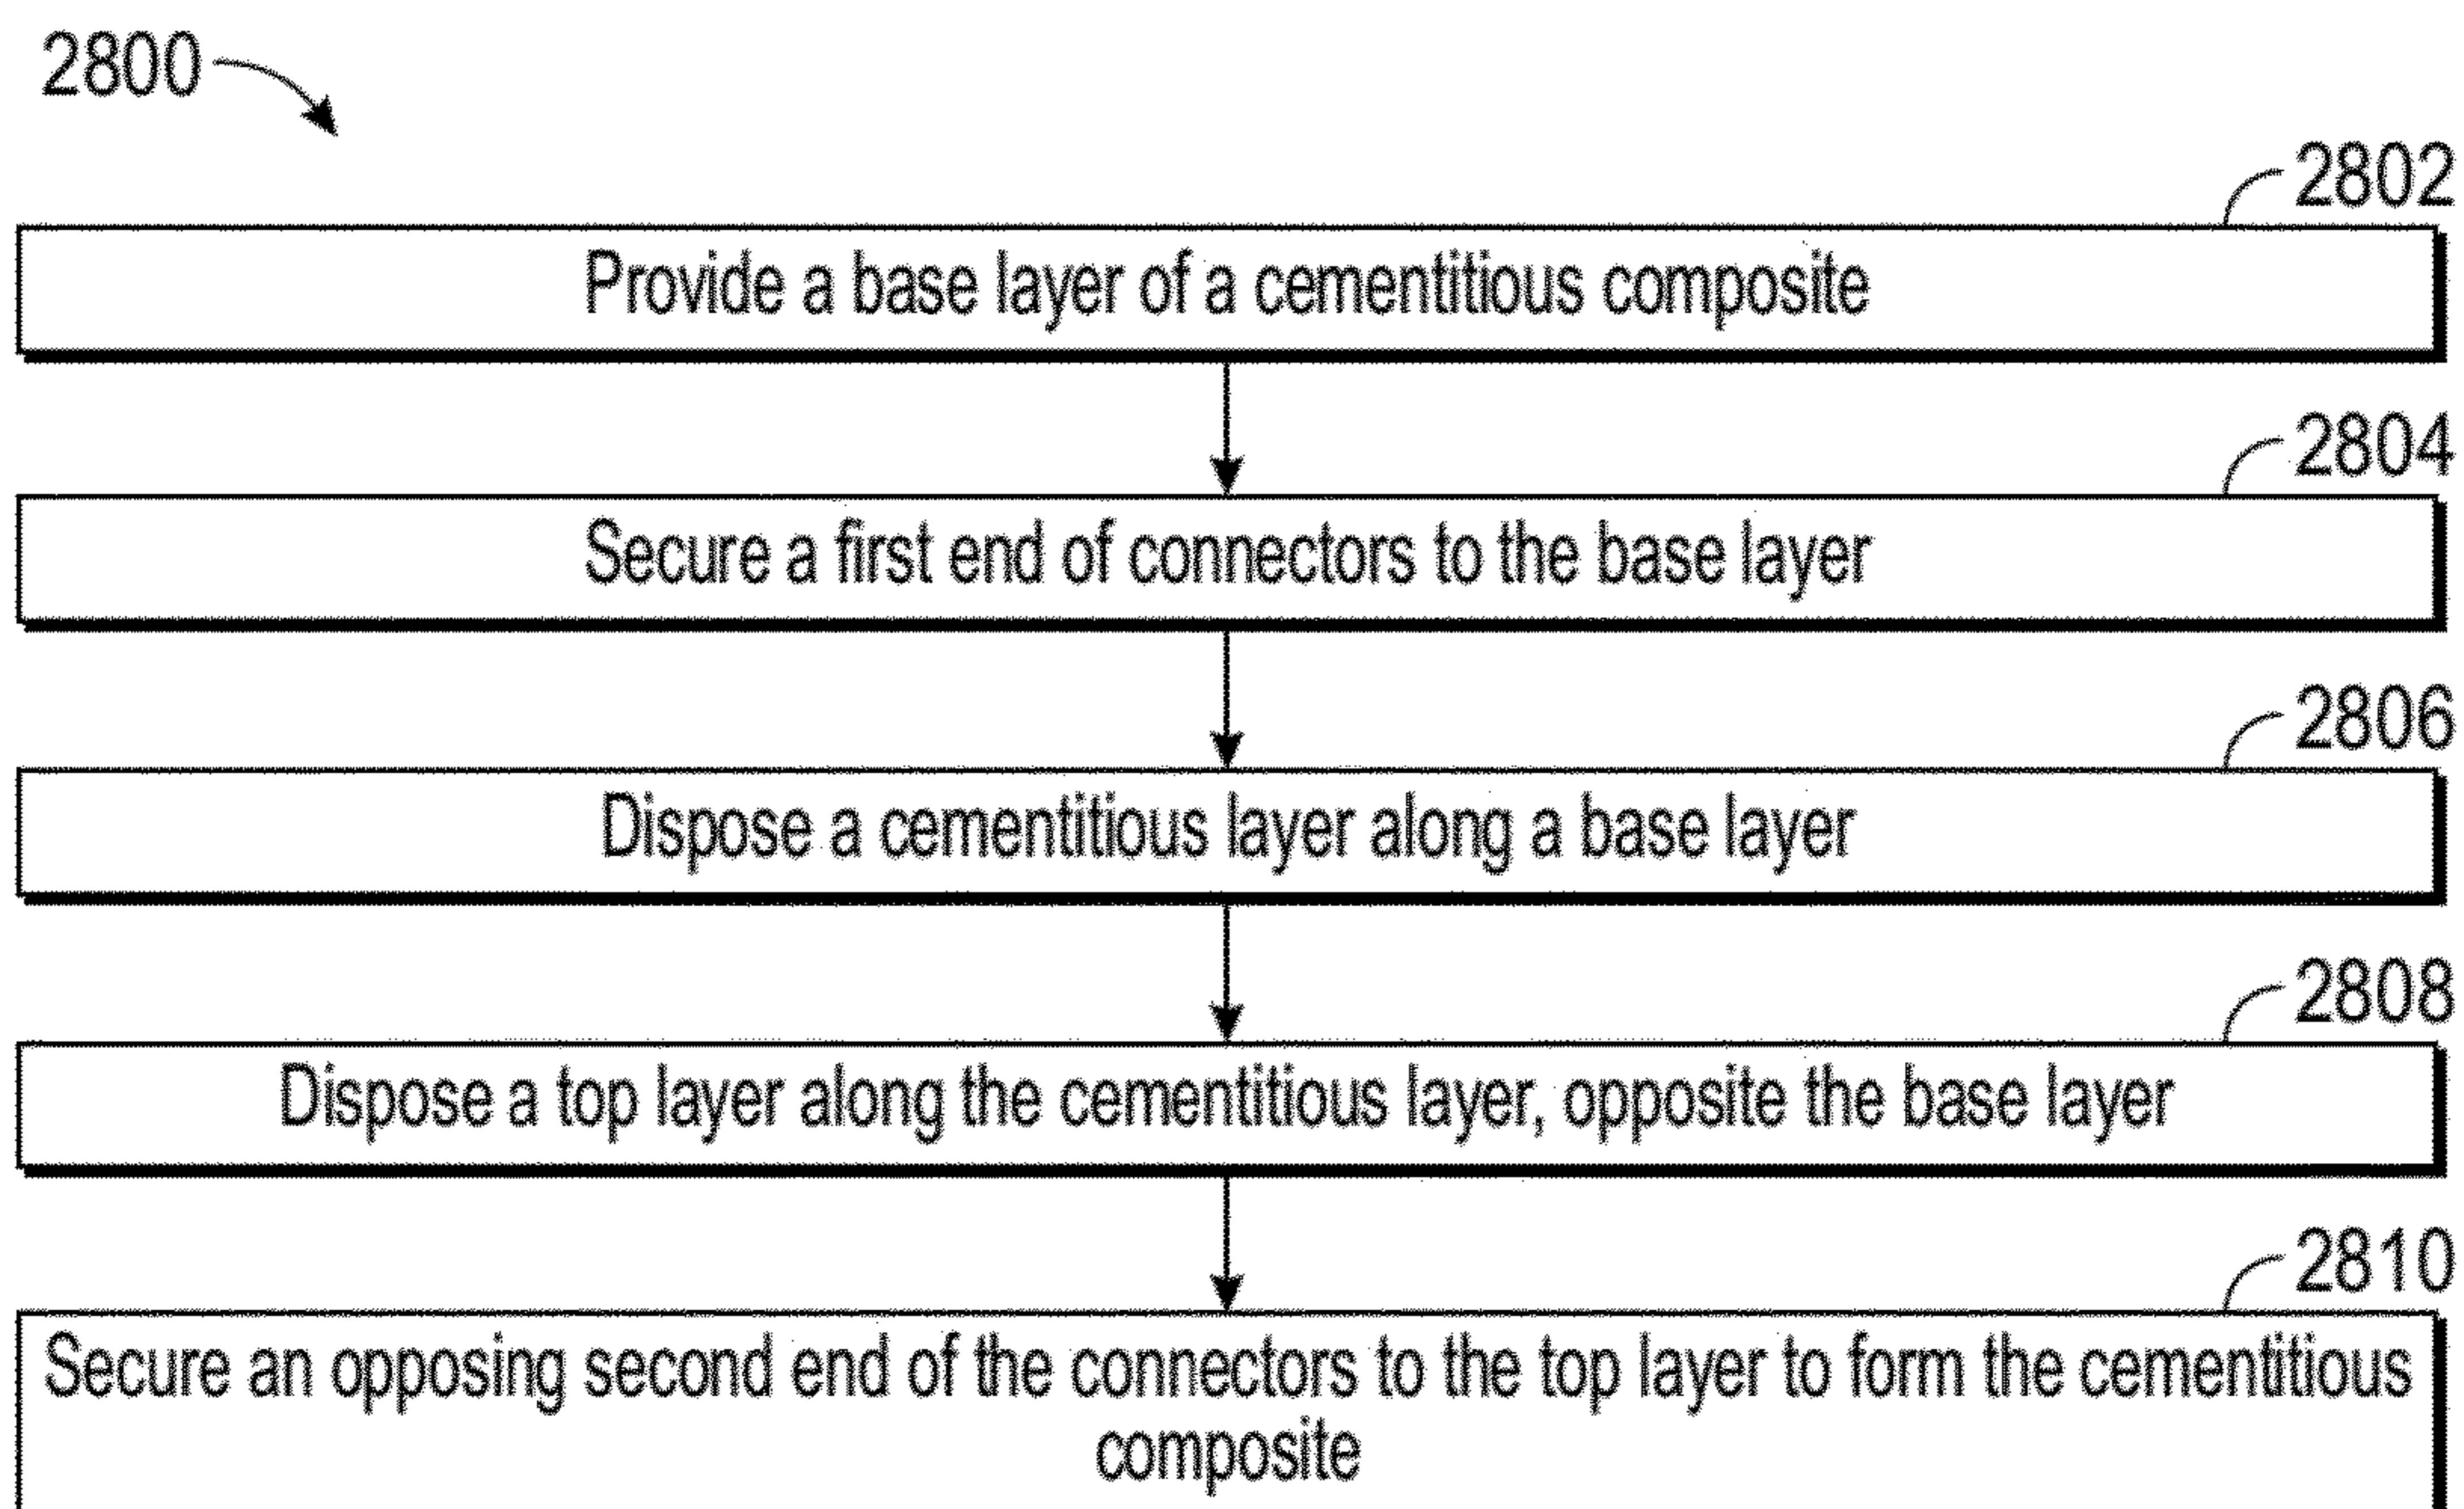 2800
2802
Provide a base layer of a cementitious composite
2804
Secure a first end of connectors to the base layer
2806
Dispose a cementitious layer along a base layer
2808
Dispose a top layer along the cementitious layer, opposite the base layer
2810
Secure an opposing second end of the connectors to the top layer to form the cementitious
composite